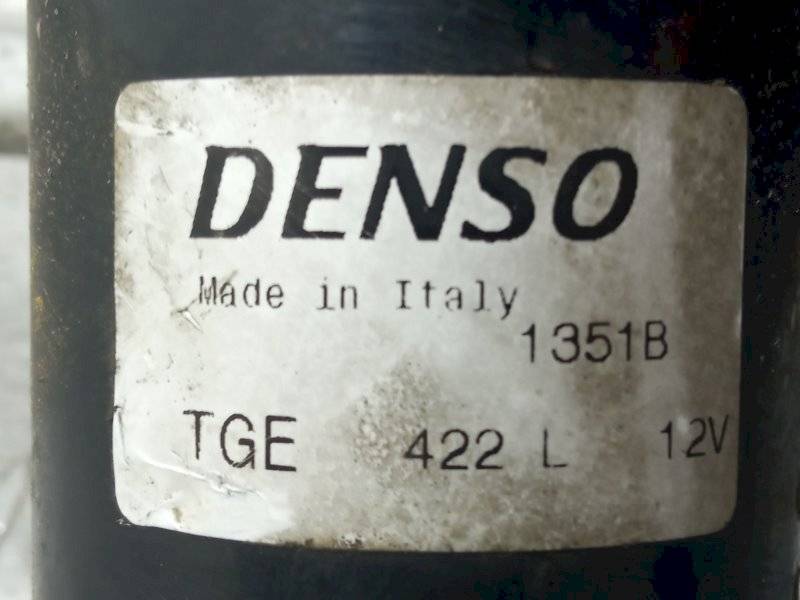 DENSO
Made in Italy
1351B
TGE 422 L 12V